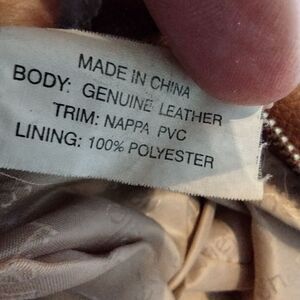 MADE IN CHINA
BODY: GENUINE LEATHER
TRIM: NAPPA PVC
LINING: 100% POLYESTER